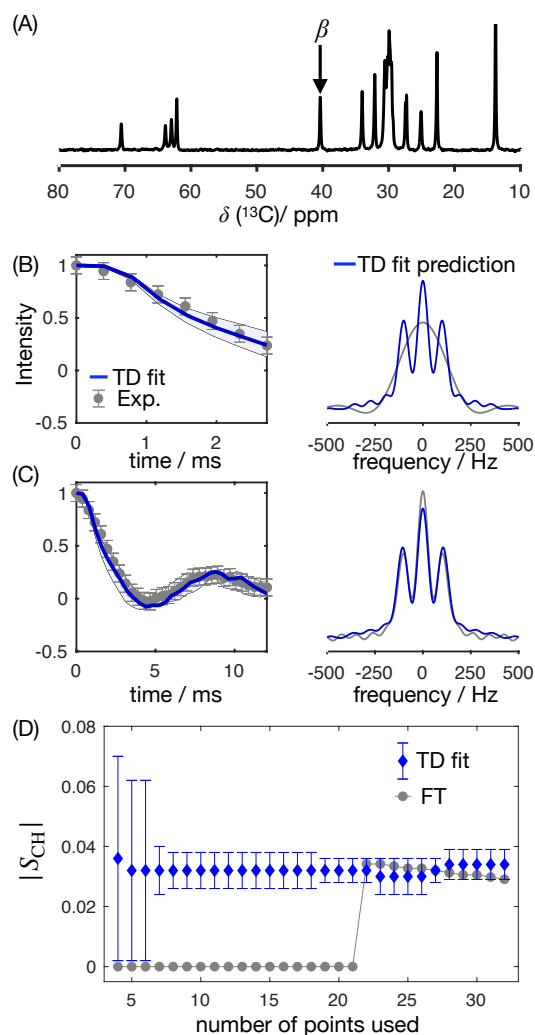 (A)
β
80 70 60 50 40 30 20 10
δ (¹³C)/ ppm
(B)
1
0.5
0
-0.5
Intensity
TD fit
Exp.
0 1 2
time / ms
TD fit prediction
-500 -250 0 250 500
frequency / Hz
(C)
1
0.5
0
-0.5
0 5 10
time / ms
-500 -250 0 250 500
frequency / Hz
(D)
0.08
0.06
0.04
0.02
0
|S_CH|
TD fit
FT
5 10 15 20 25 30
number of points used